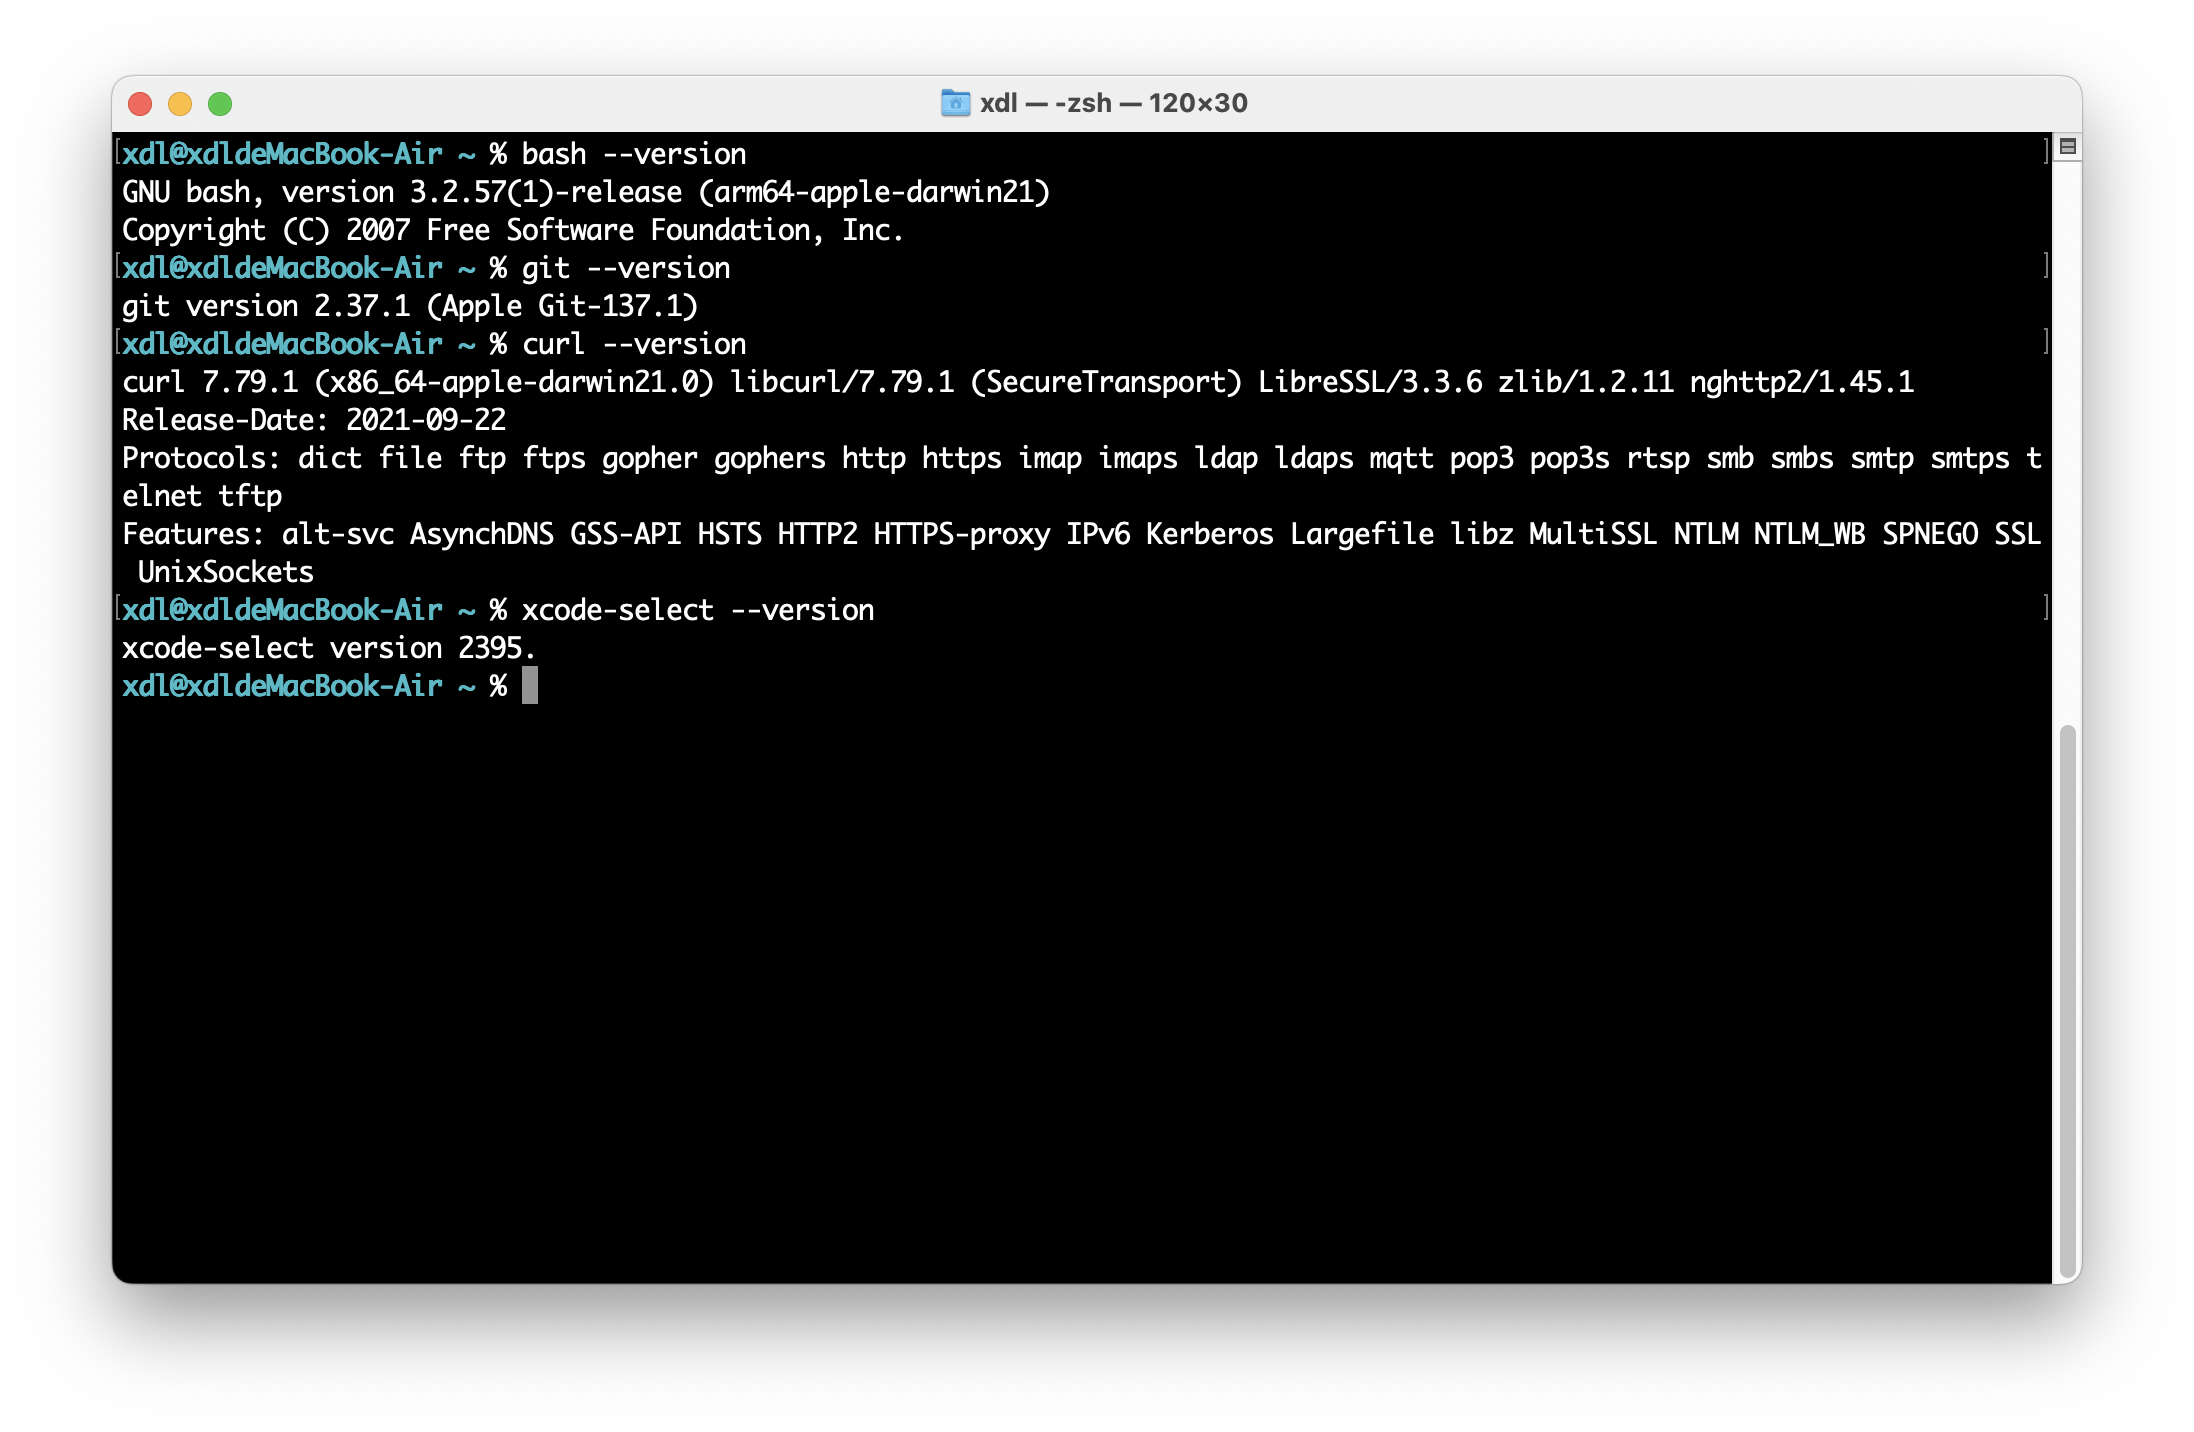 xdl — -zsh — 120×30
xdl@xdldeMacBook-Air ~ % bash --version
GNU bash, version 3.2.57(1)-release (arm64-apple-darwin21)
Copyright (C) 2007 Free Software Foundation, Inc.
xdl@xdldeMacBook-Air ~ % git --version
git version 2.37.1 (Apple Git-137.1)
xdl@xdldeMacBook-Air ~ % curl --version
curl 7.79.1 (x86_64-apple-darwin21.0) libcurl/7.79.1 (SecureTransport) LibreSSL/3.3.6 zlib/1.2.11 nghttp2/1.45.1
Release-Date: 2021-09-22
Protocols: dict file ftp ftps gopher gophers http https imap imaps ldap ldaps mqtt pop3 pop3s rtsp smb smbs smtp smtps t
elnet tftp
Features: alt-svc AsynchDNS GSS-API HSTS HTTP2 HTTPS-proxy IPv6 Kerberos Largefile libz MultiSSL NTLM NTLM_WB SPNEGO SSL
 UnixSockets
xdl@xdldeMacBook-Air ~ % xcode-select --version
xcode-select version 2395.
xdl@xdldeMacBook-Air ~ %